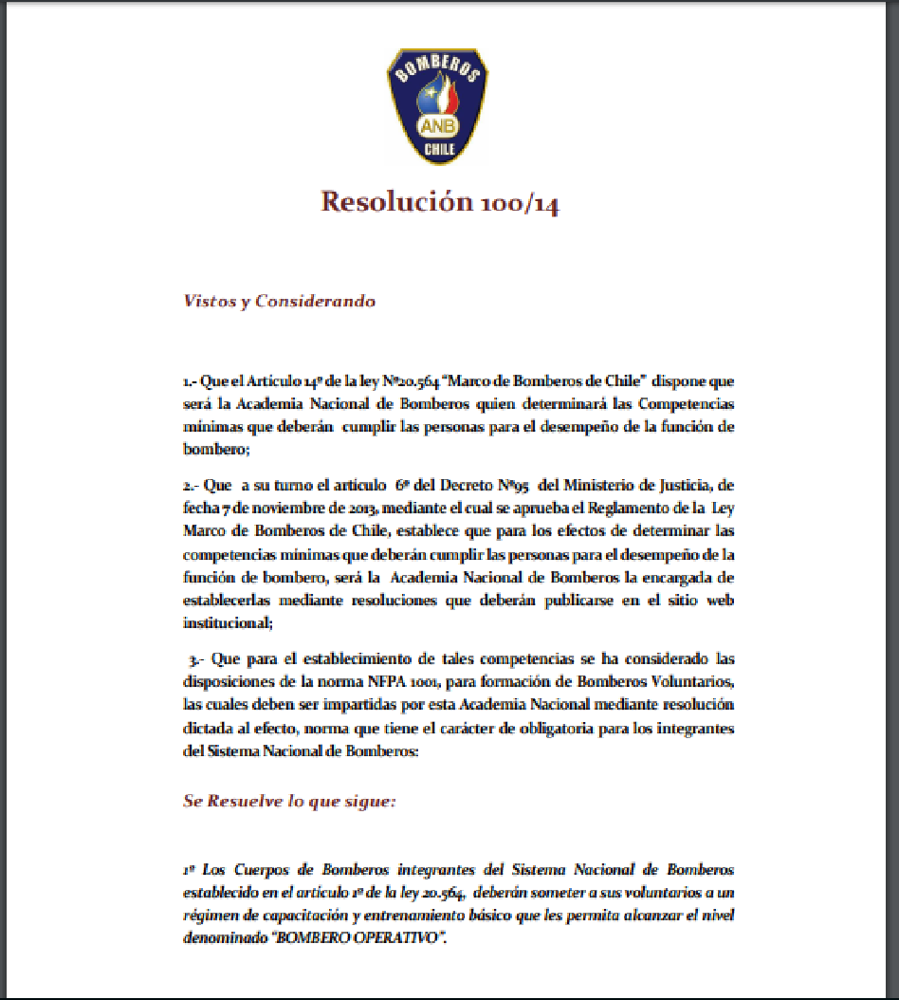 BOMBEROS
ANB
CHILE
Resolución 100/14
Vistos y Considerando
1.- Que el Artículo 14º de la ley Nº20.564 “Marco de Bomberos de Chile” dispone que
será la Academia Nacional de Bomberos quien determinará las Competencias
mínimas que deberán cumplir las personas para el desempeño de la función de
bombero;
2.- Que a su turno el artículo 6º del Decreto Nº95 del Ministerio de Justicia, de
fecha 7 de noviembre de 2013, mediante el cual se aprueba el Reglamento de la Ley
Marco de Bomberos de Chile, establece que para los efectos de determinar las
competencias mínimas que deberán cumplir las personas para el desempeño de la
función de bombero, será la Academia Nacional de Bomberos la encargada de
establecerlas mediante resoluciones que deberán publicarse en el sitio web
institucional;
3.- Que para el establecimiento de tales competencias se ha considerado las
disposiciones de la norma NFPA 1001, para formación de Bomberos Voluntarios,
las cuales deben ser impartidas por esta Academia Nacional mediante resolución
dictada al efecto, norma que tiene el carácter de obligatoria para los integrantes
del Sistema Nacional de Bomberos:
Se Resuelve lo que sigue:
1º Los Cuerpos de Bomberos integrantes del Sistema Nacional de Bomberos
establecido en el artículo 1º de la ley 20.564, deberán someter a sus voluntarios a un
régimen de capacitación y entrenamiento básico que les permita alcanzar el nivel
denominado “BOMBERO OPERATIVO”.